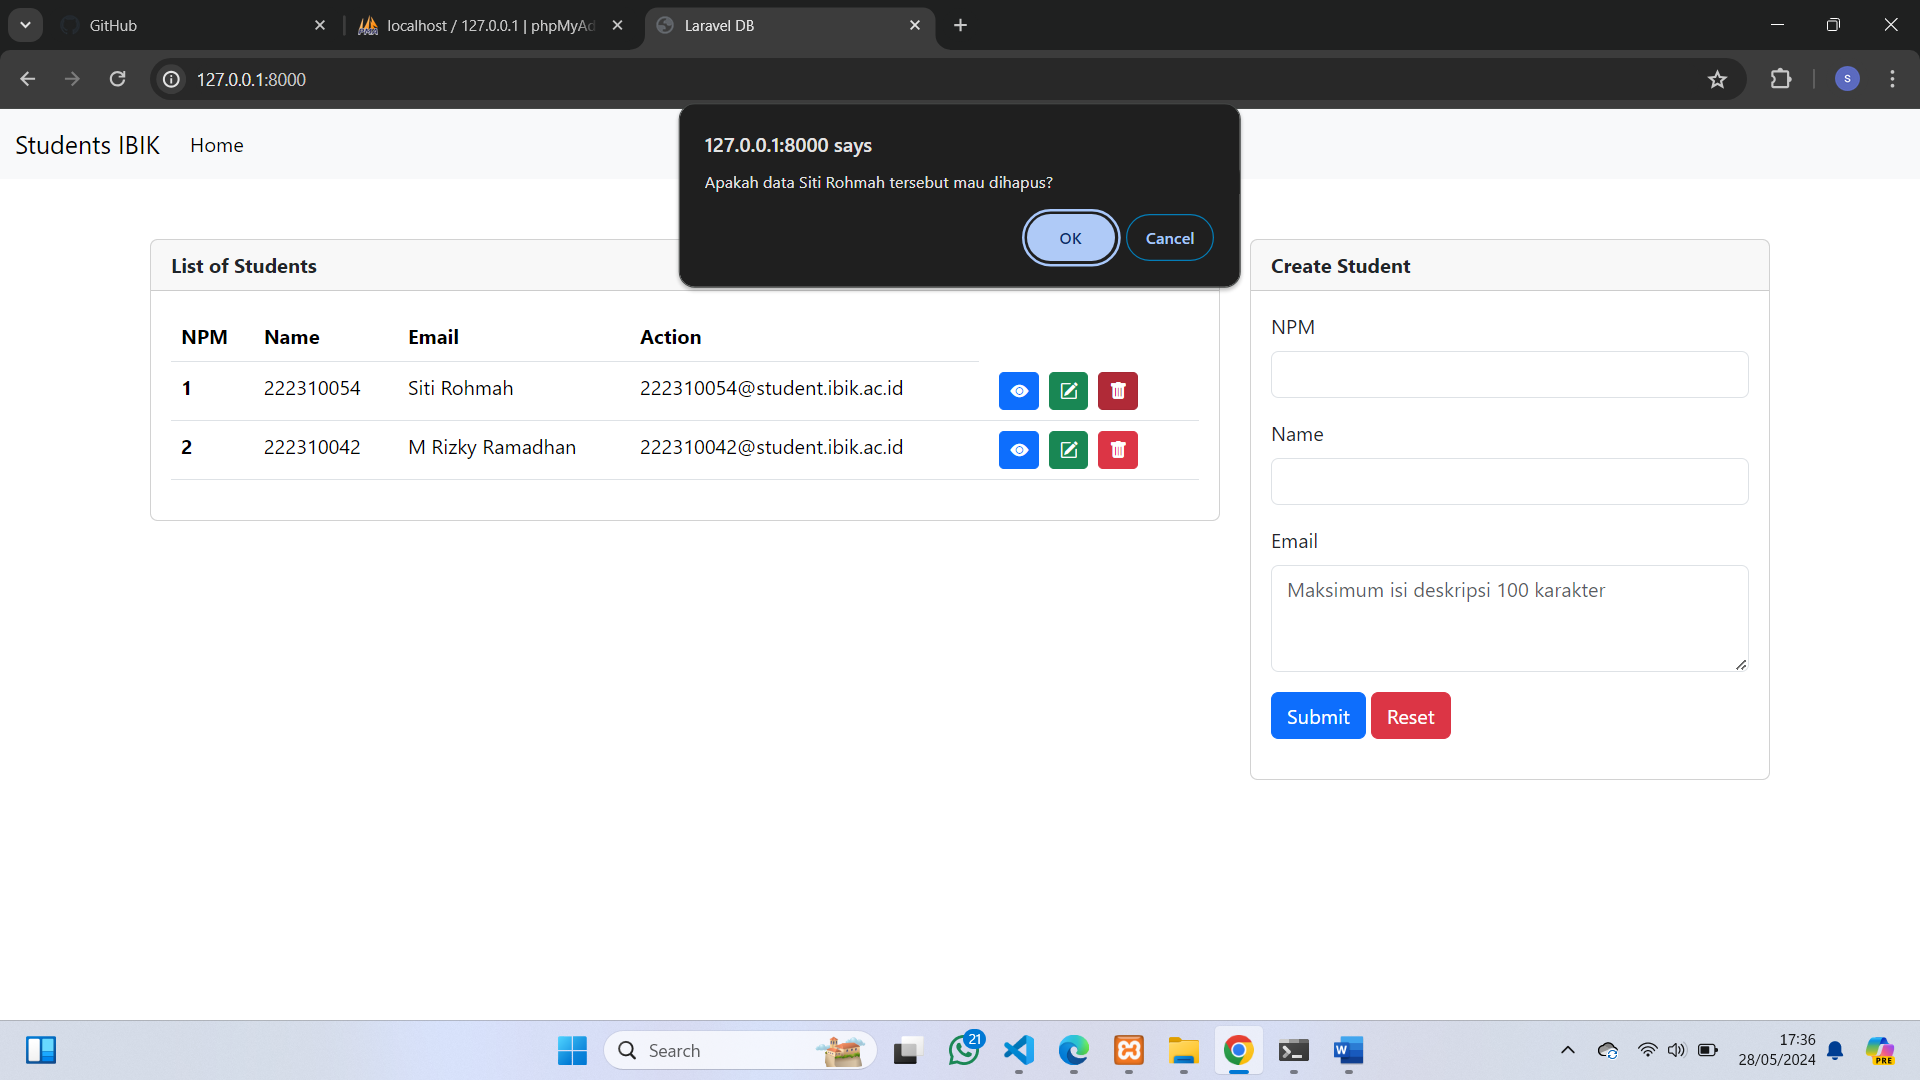 GitHub
localhost / 127.0.0.1 | phpMyAd
Laravel DB
127.0.0.1:8000
S
Students IBIK
Home
127.0.0.1:8000 says
Apakah data Siti Rohmah tersebut mau dihapus?
OK
Cancel
List of Students
NPM Name Email Action
1 222310054 Siti Rohmah 222310054@student.ibik.ac.id
2 222310042 M Rizky Ramadhan 222310042@student.ibik.ac.id
Create Student
NPM
Name
Email
Maksimum isi deskripsi 100 karakter
Submit Reset
Search
21
17:36
28/05/2024
PRE